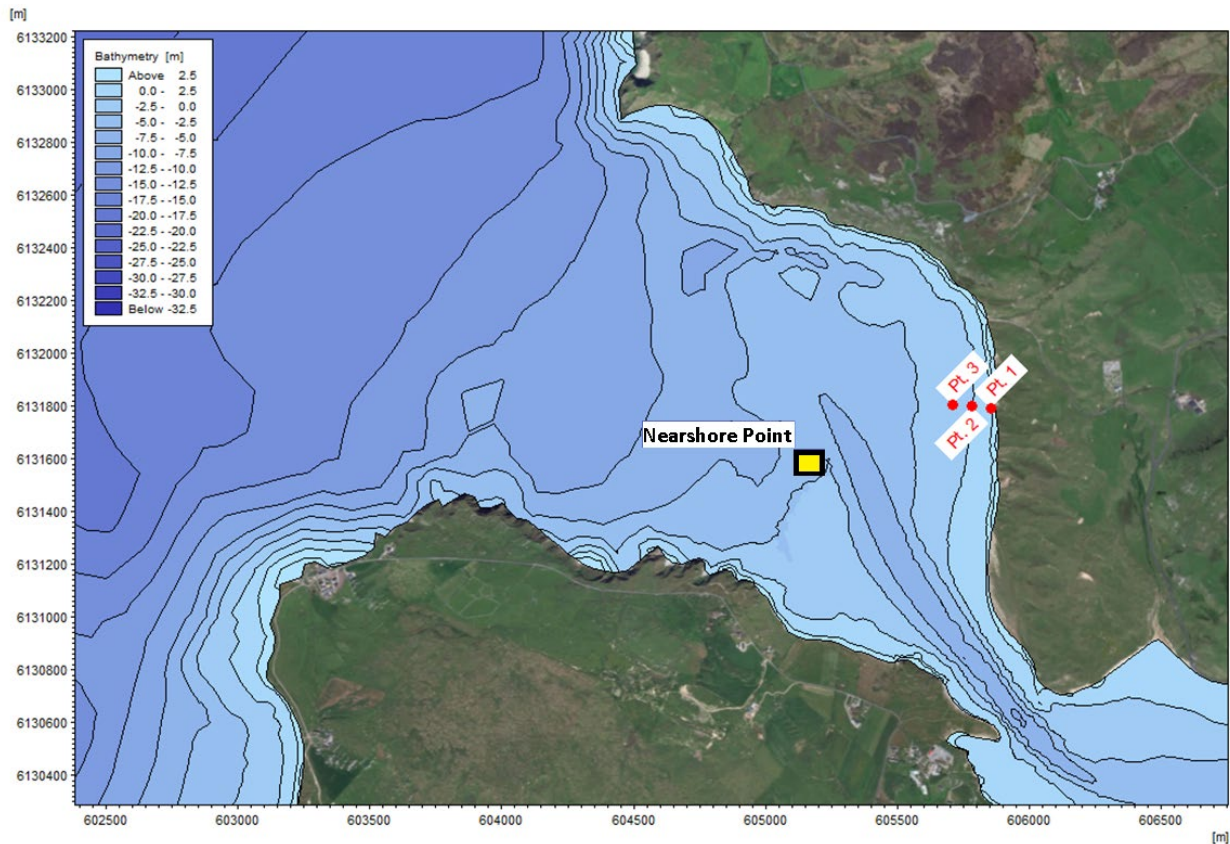 [m]
6133200
6133000
6132800
6132600
6132400
6132200
6132000
6131800
6131600
6131400
6131200
6131000
6130800
6130600
6130400
Bathymetry [m]
Above 2.5
0.0 - 2.5
-2.5 - 0.0
-5.0 - -2.5
-7.5 - -5.0
-10.0 - -7.5
-12.5 - -10.0
-15.0 - -12.5
-17.5 - -15.0
-20.0 - -17.5
-22.5 - -20.0
-25.0 - -22.5
-27.5 - -25.0
-30.0 - -27.5
-32.5 - -30.0
Below -32.5
Pt. 3
Pt. 1
Pt. 2
Nearshore Point
602500 603000 603500 604000 604500 605000 605500 606000 606500
[m]